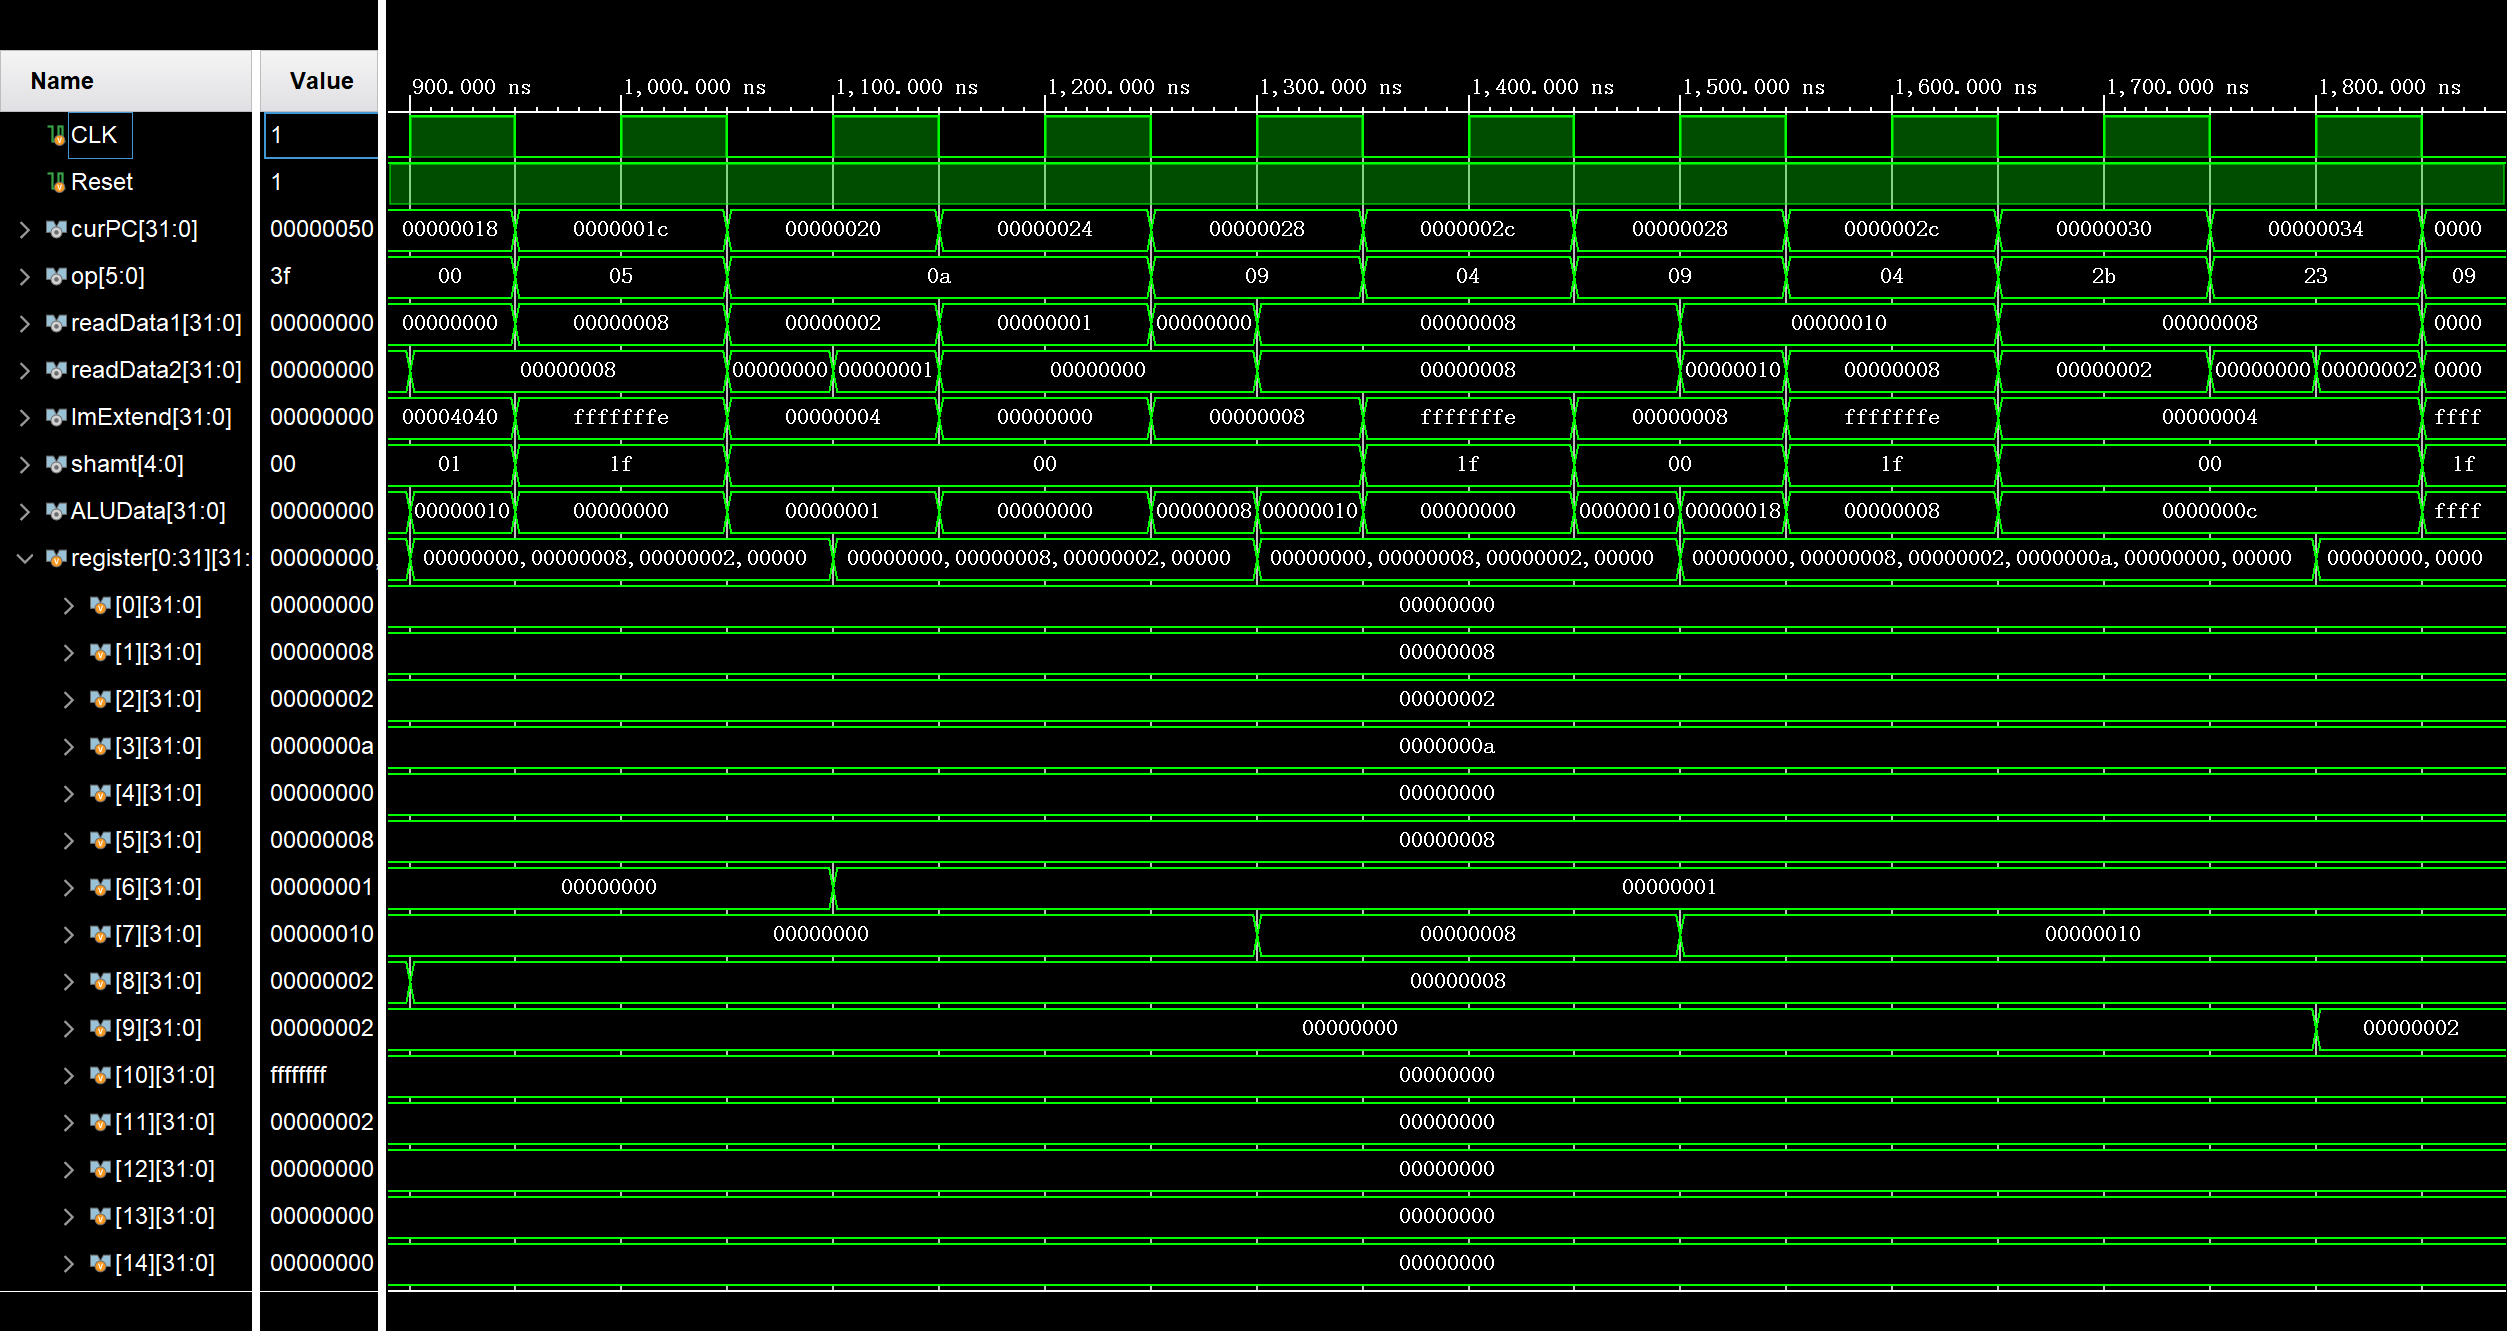 Name Value 900.000 ns 1,000.000 ns 1,100.000 ns 1,200.000 ns 1,300.000 ns 1,400.000 ns 1,500.000 ns 1,600.000 ns 1,700.000 ns 1,800.000 ns
CLK 1
Reset 1
curPC[31:0] 00000050 00000018 0000001c 00000020 00000024 00000028 0000002c 00000028 0000002c 00000030 00000034 0000
op[5:0] 3f 00 05 0a 09 04 09 04 2b 23 09
readData1[31:0] 00000000 00000000 00000008 00000002 00000001 00000000 00000008 00000010 00000008 0000
readData2[31:0] 00000000 00000008 00000000 00000001 00000000 00000008 00000010 00000008 00000002 00000000 00000002 0000
ImExtend[31:0] 00000000 00004040 fffffffe 00000004 00000000 00000008 fffffffe 00000008 fffffffe 00000004 ffff
shamt[4:0] 00 01 1f 00 1f 00 1f 00 1f
ALUData[31:0] 00000000 00000010 00000000 00000001 00000000 00000008 00000010 00000000 00000010 00000018 00000008 0000000c ffff
register[0:31][31: 00000000, 00000000,00000008,00000002,00000 00000000,00000008,00000002,00000 00000000,00000008,00000002,00000 00000000,00000008,00000002,0000000a,00000000,00000 00000000,0000
[0][31:0] 00000000 00000000
[1][31:0] 00000008 00000008
[2][31:0] 00000002 00000002
[3][31:0] 0000000a 0000000a
[4][31:0] 00000000 00000000
[5][31:0] 00000008 00000008
[6][31:0] 00000001 00000000 00000001
[7][31:0] 00000010 00000000 00000008 00000010
[8][31:0] 00000002 00000008
[9][31:0] 00000002 00000000 00000002
[10][31:0] ffffffff 00000000
[11][31:0] 00000002 00000000
[12][31:0] 00000000 00000000
[13][31:0] 00000000 00000000
[14][31:0] 00000000 00000000